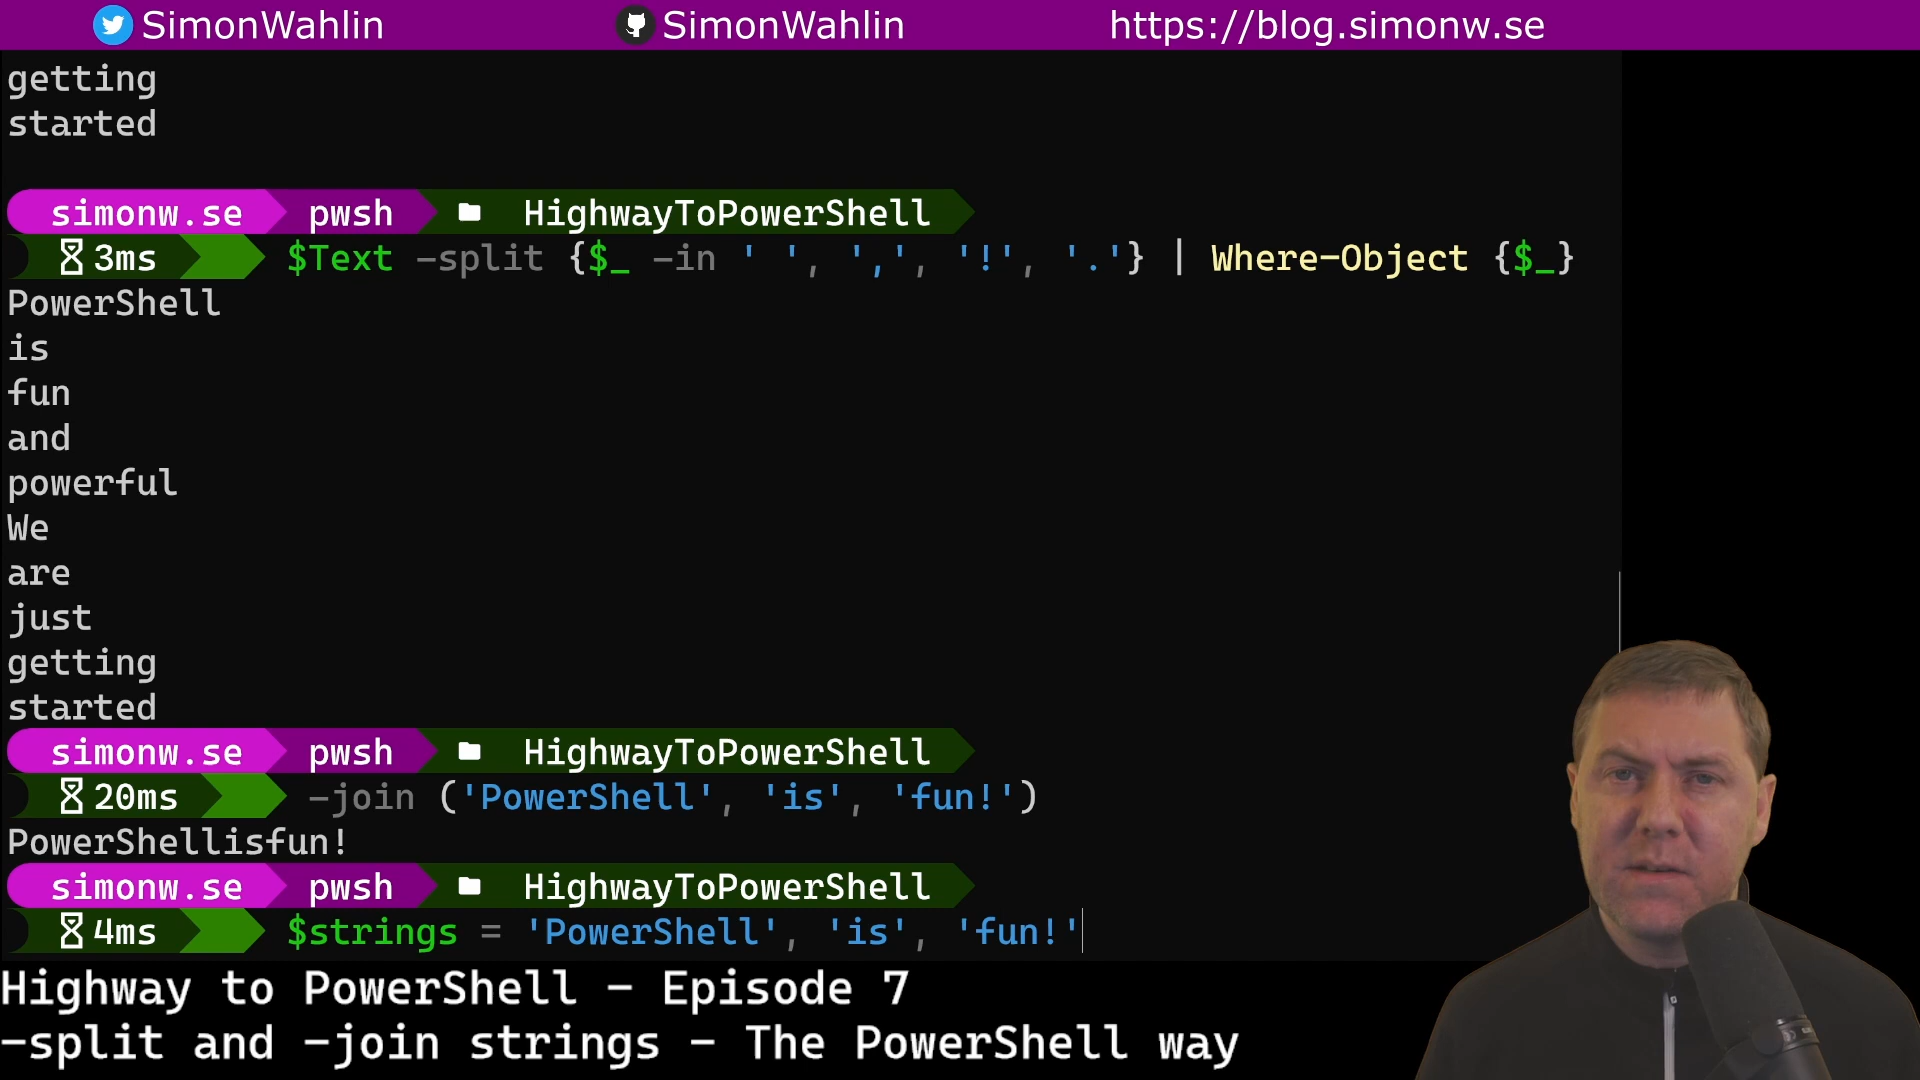 SimonWahlin SimonWahlin https://blog.simonw.se
getting
started
simonw.se pwsh HighwayToPowerShell
3ms $Text -split {$_ -in ' ', ',', '!', '.'} | Where-Object {$_}
PowerShell
is
fun
and
powerful
We
are
just
getting
started
simonw.se pwsh HighwayToPowerShell
20ms -join ('PowerShell', 'is', 'fun!')
PowerShellisfun!
simonw.se pwsh HighwayToPowerShell
4ms $strings = 'PowerShell', 'is', 'fun!'
Highway to PowerShell - Episode 7
-split and -join strings - The PowerShell way